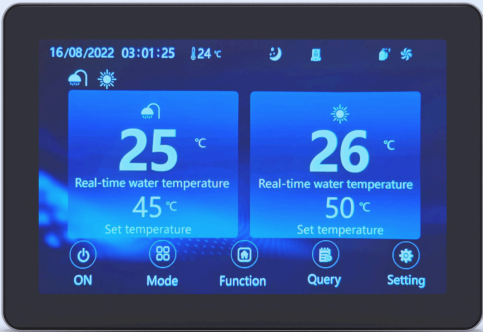 16/08/2022 03:01:25 24 ℃
25 ℃
Real-time water temperature
45 ℃
Set temperature
26 ℃
Real-time water temperature
50 ℃
Set temperature
ON Mode Function Query Setting